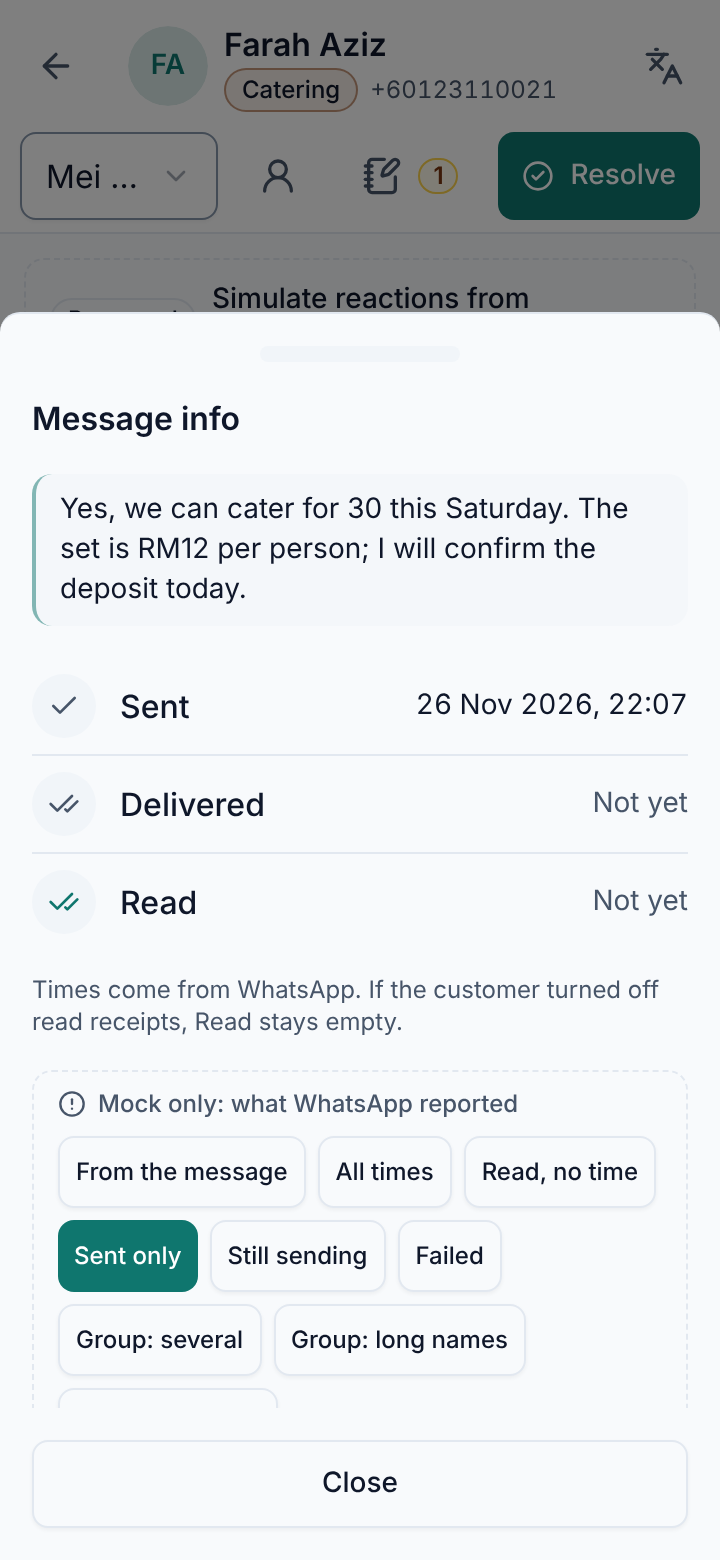 FA
Farah Aziz
Catering
+60123110021
Mei ...
1
Resolve
Simulate reactions from
Message info
Yes, we can cater for 30 this Saturday. The
set is RM12 per person; I will confirm the
deposit today.
Sent
26 Nov 2026, 22:07
Delivered
Not yet
Read
Not yet
Times come from WhatsApp. If the customer turned off
read receipts, Read stays empty.
Mock only: what WhatsApp reported
From the message
All times
Read, no time
Sent only
Still sending
Failed
Group: several
Group: long names
Close